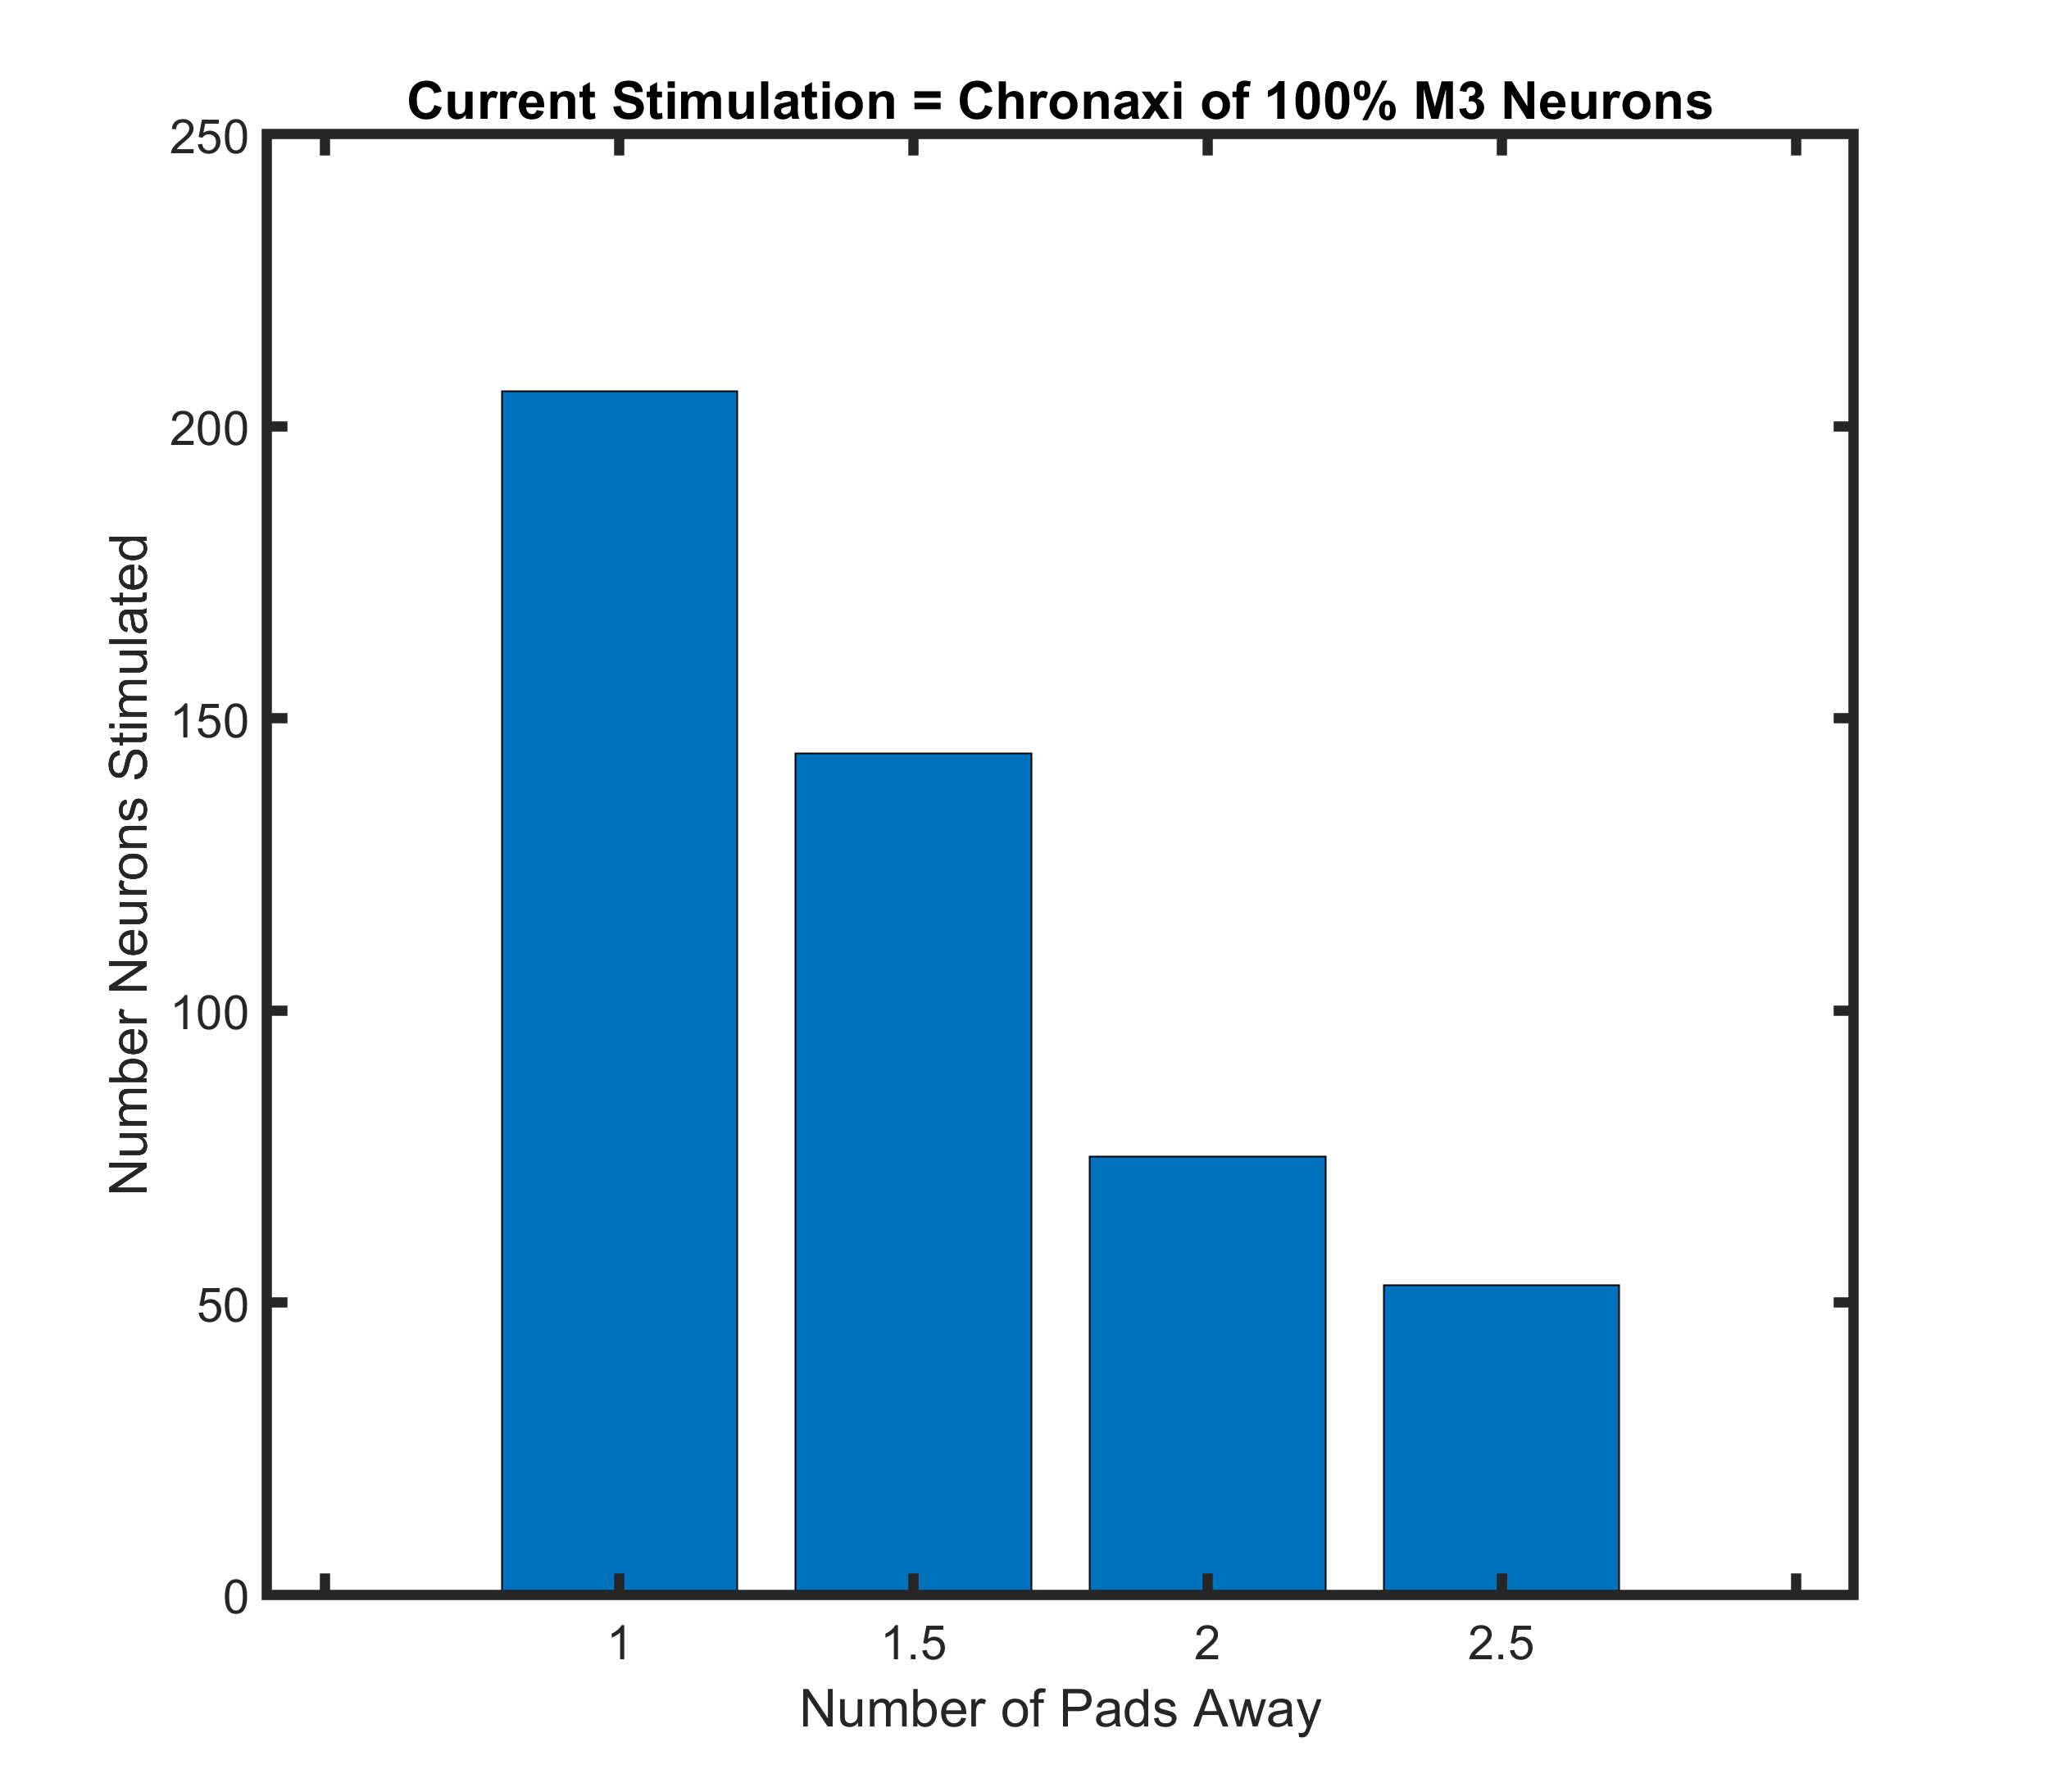 Current Stimulation = Chronaxi of 100% M3 Neurons
250
200
150
100
50
0
Number Neurons Stimulated
1 1.5 2 2.5
Number of Pads Away